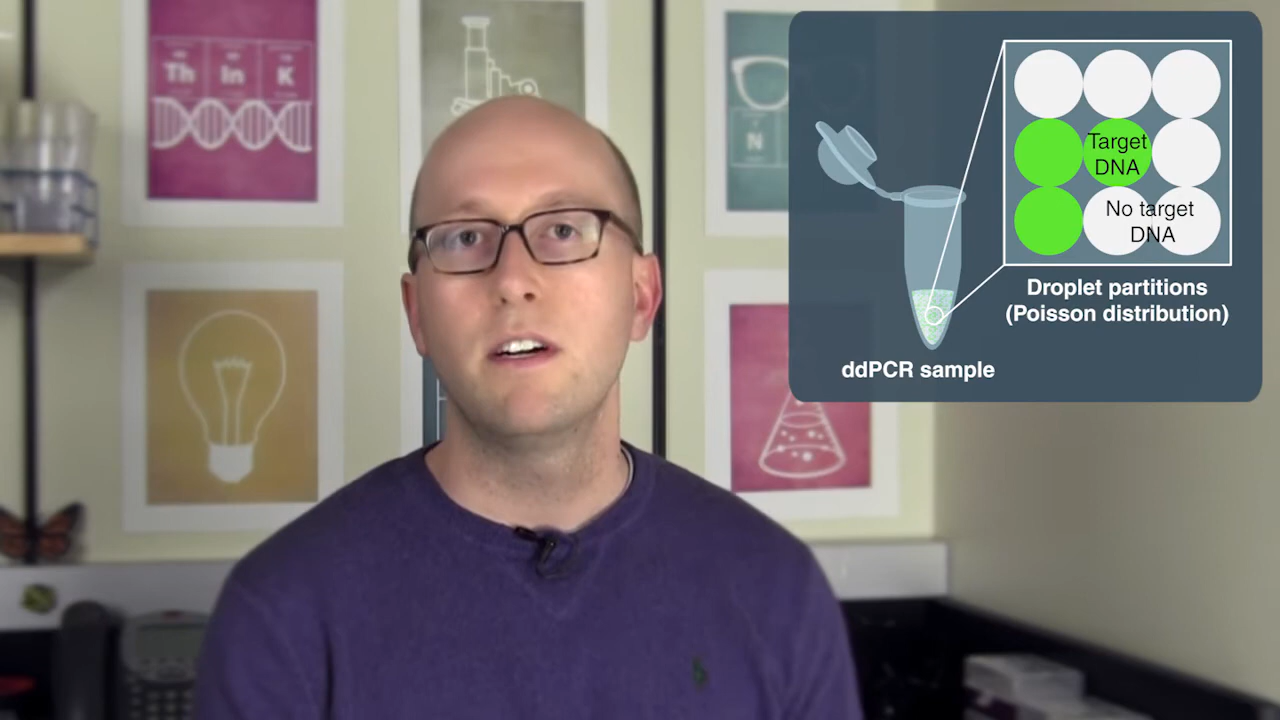 Th In K
N
Target
DNA
No target
DNA
Droplet partitions
(Poisson distribution)
ddPCR sample